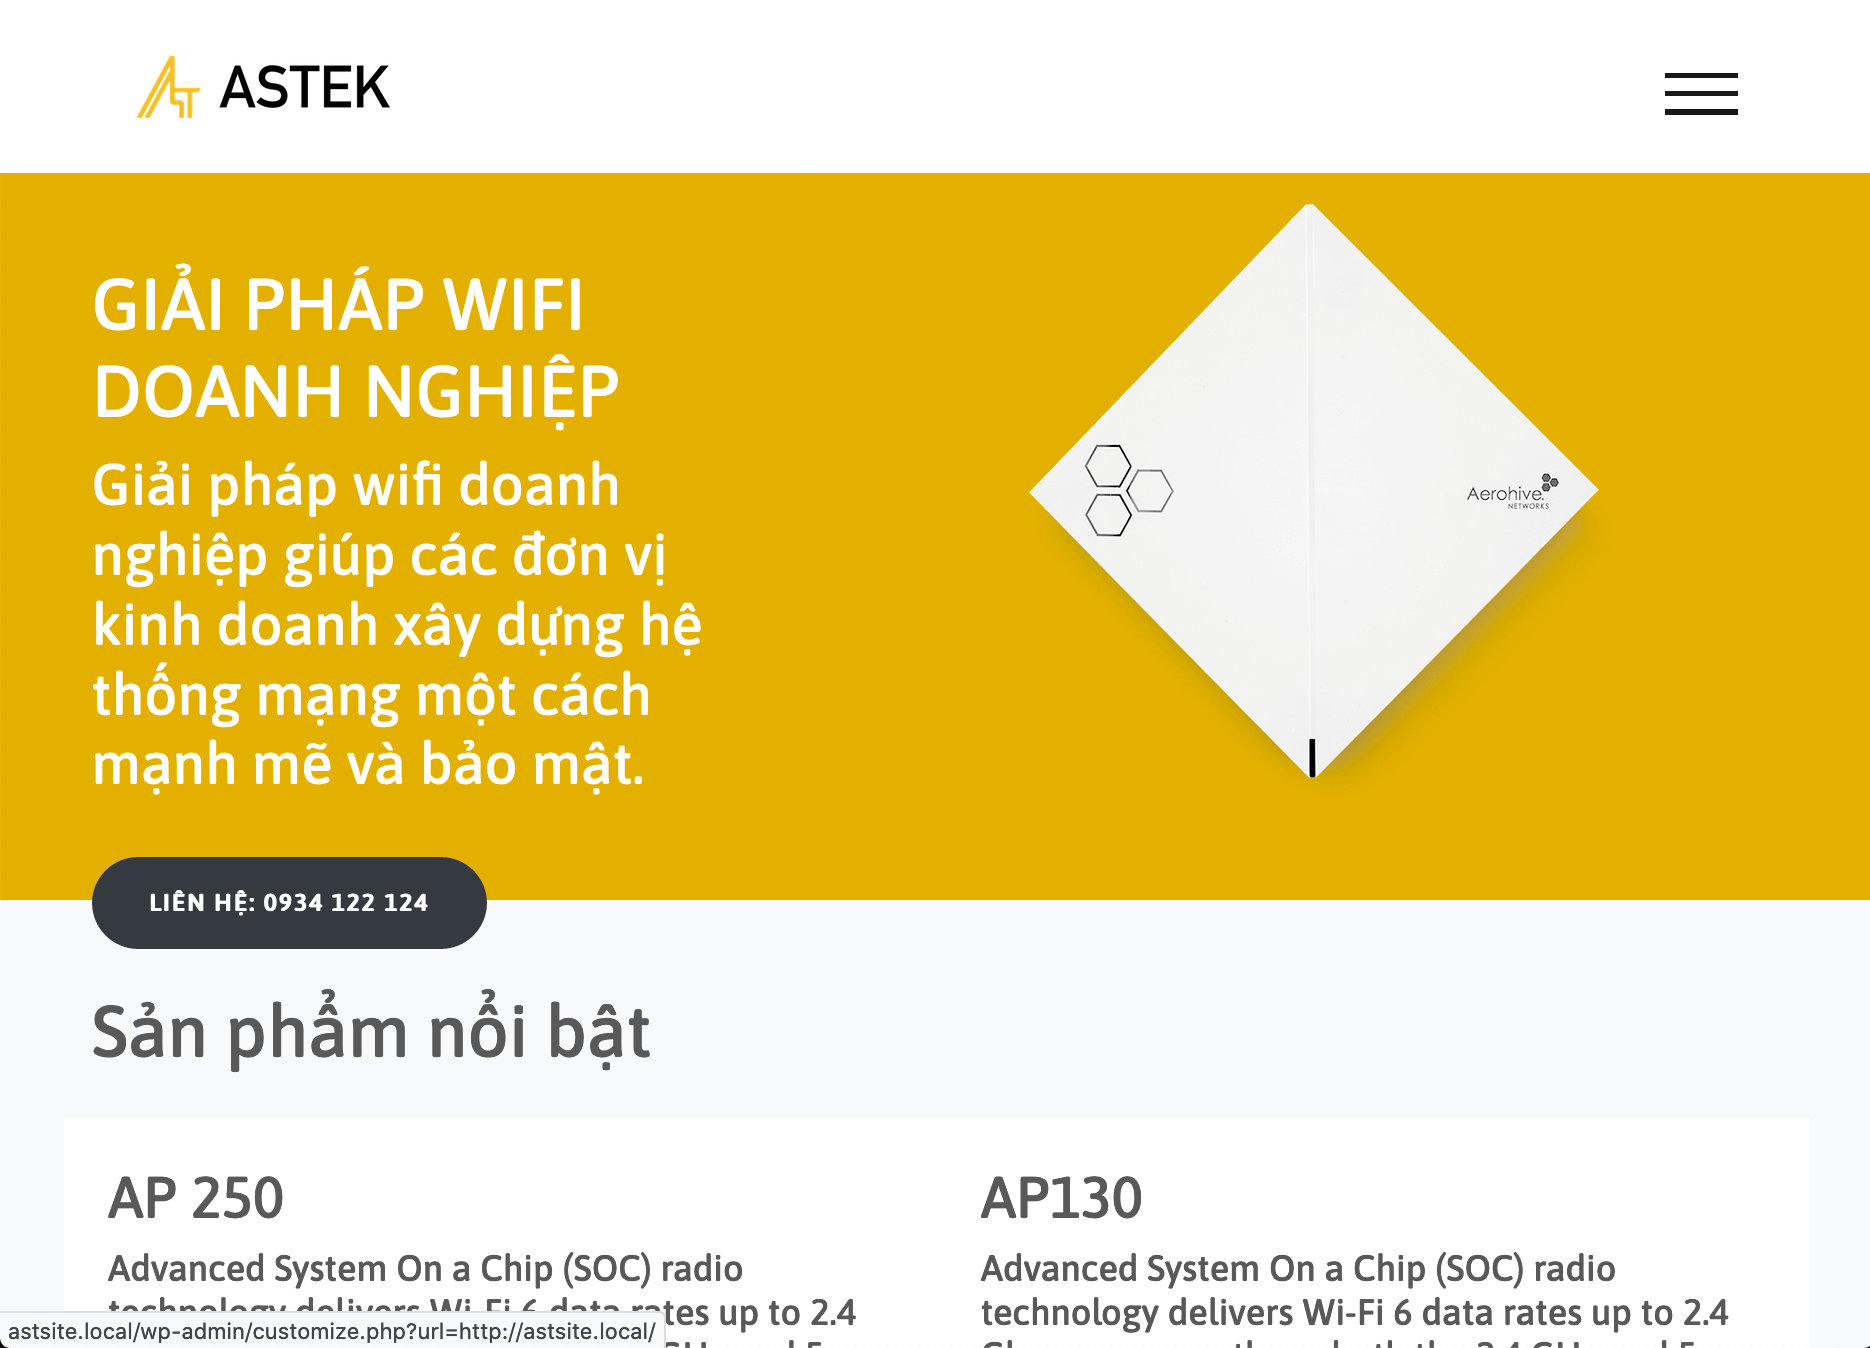 ASTEK
GIẢI PHÁP WIFI
DOANH NGHIỆP
Giải pháp wifi doanh
nghiệp giúp các đơn vị
kinh doanh xây dựng hệ
thống mạng một cách
mạnh mẽ và bảo mật.
Aerohive
NETWORKS
LIÊN HỆ: 0934 122 124
Sản phẩm nổi bật
AP 250
Advanced System On a Chip (SOC) radio
technology delivers Wi-Fi 6 data rates up to 2.4
AP130
Advanced System On a Chip (SOC) radio
technology delivers Wi-Fi 6 data rates up to 2.4
astsite.local/wp-admin/customize.php?url=http://astsite.local/